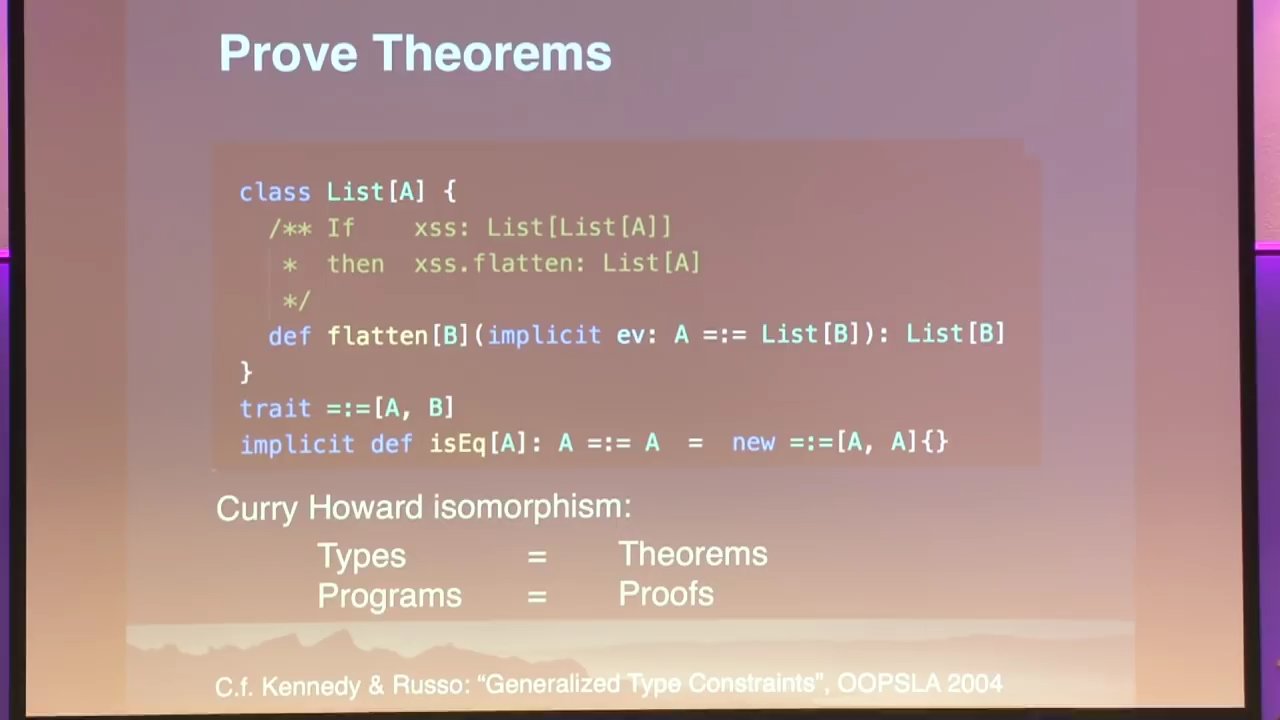 Prove Theorems
class List[A] {
/** If xss: List[List[A]]
* then xss.flatten: List[A]
*/
def flatten[B](implicit ev: A =:= List[B]): List[B]
}
trait =:=[A, B]
implicit def isEq[A]: A =:= A = new =:=[A, A]{}
Curry Howard isomorphism:
Types = Theorems
Programs = Proofs
C.f. Kennedy & Russo: “Generalized Type Constraints”, OOPSLA 2004